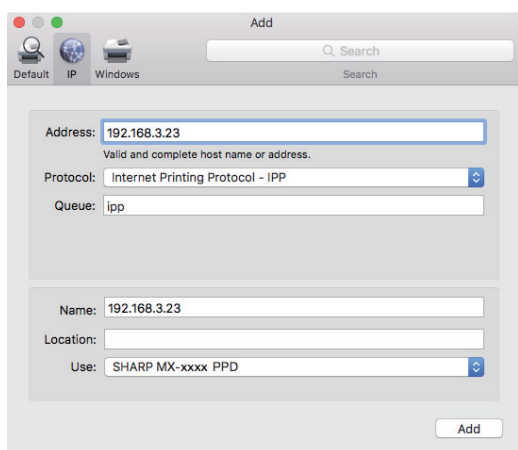 Add
Search
Default IP Windows Search
Address: 192.168.3.23
Valid and complete host name or address.
Protocol: Internet Printing Protocol - IPP
Queue: ipp
Name: 192.168.3.23
Location:
Use: SHARP MX-xxxx PPD
Add